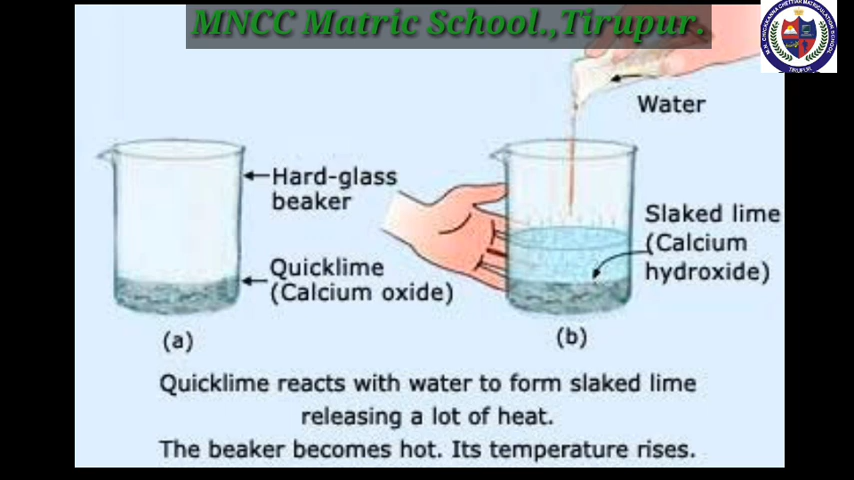 MNCC Matric School.,Tirupur.
TIRUPUR
Water
Hard-glass
beaker
Slaked lime
(Calcium
hydroxide)
Quicklime
(Calcium oxide)
(a)
(b)
Quicklime reacts with water to form slaked lime
releasing a lot of heat.
The beaker becomes hot. Its temperature rises.